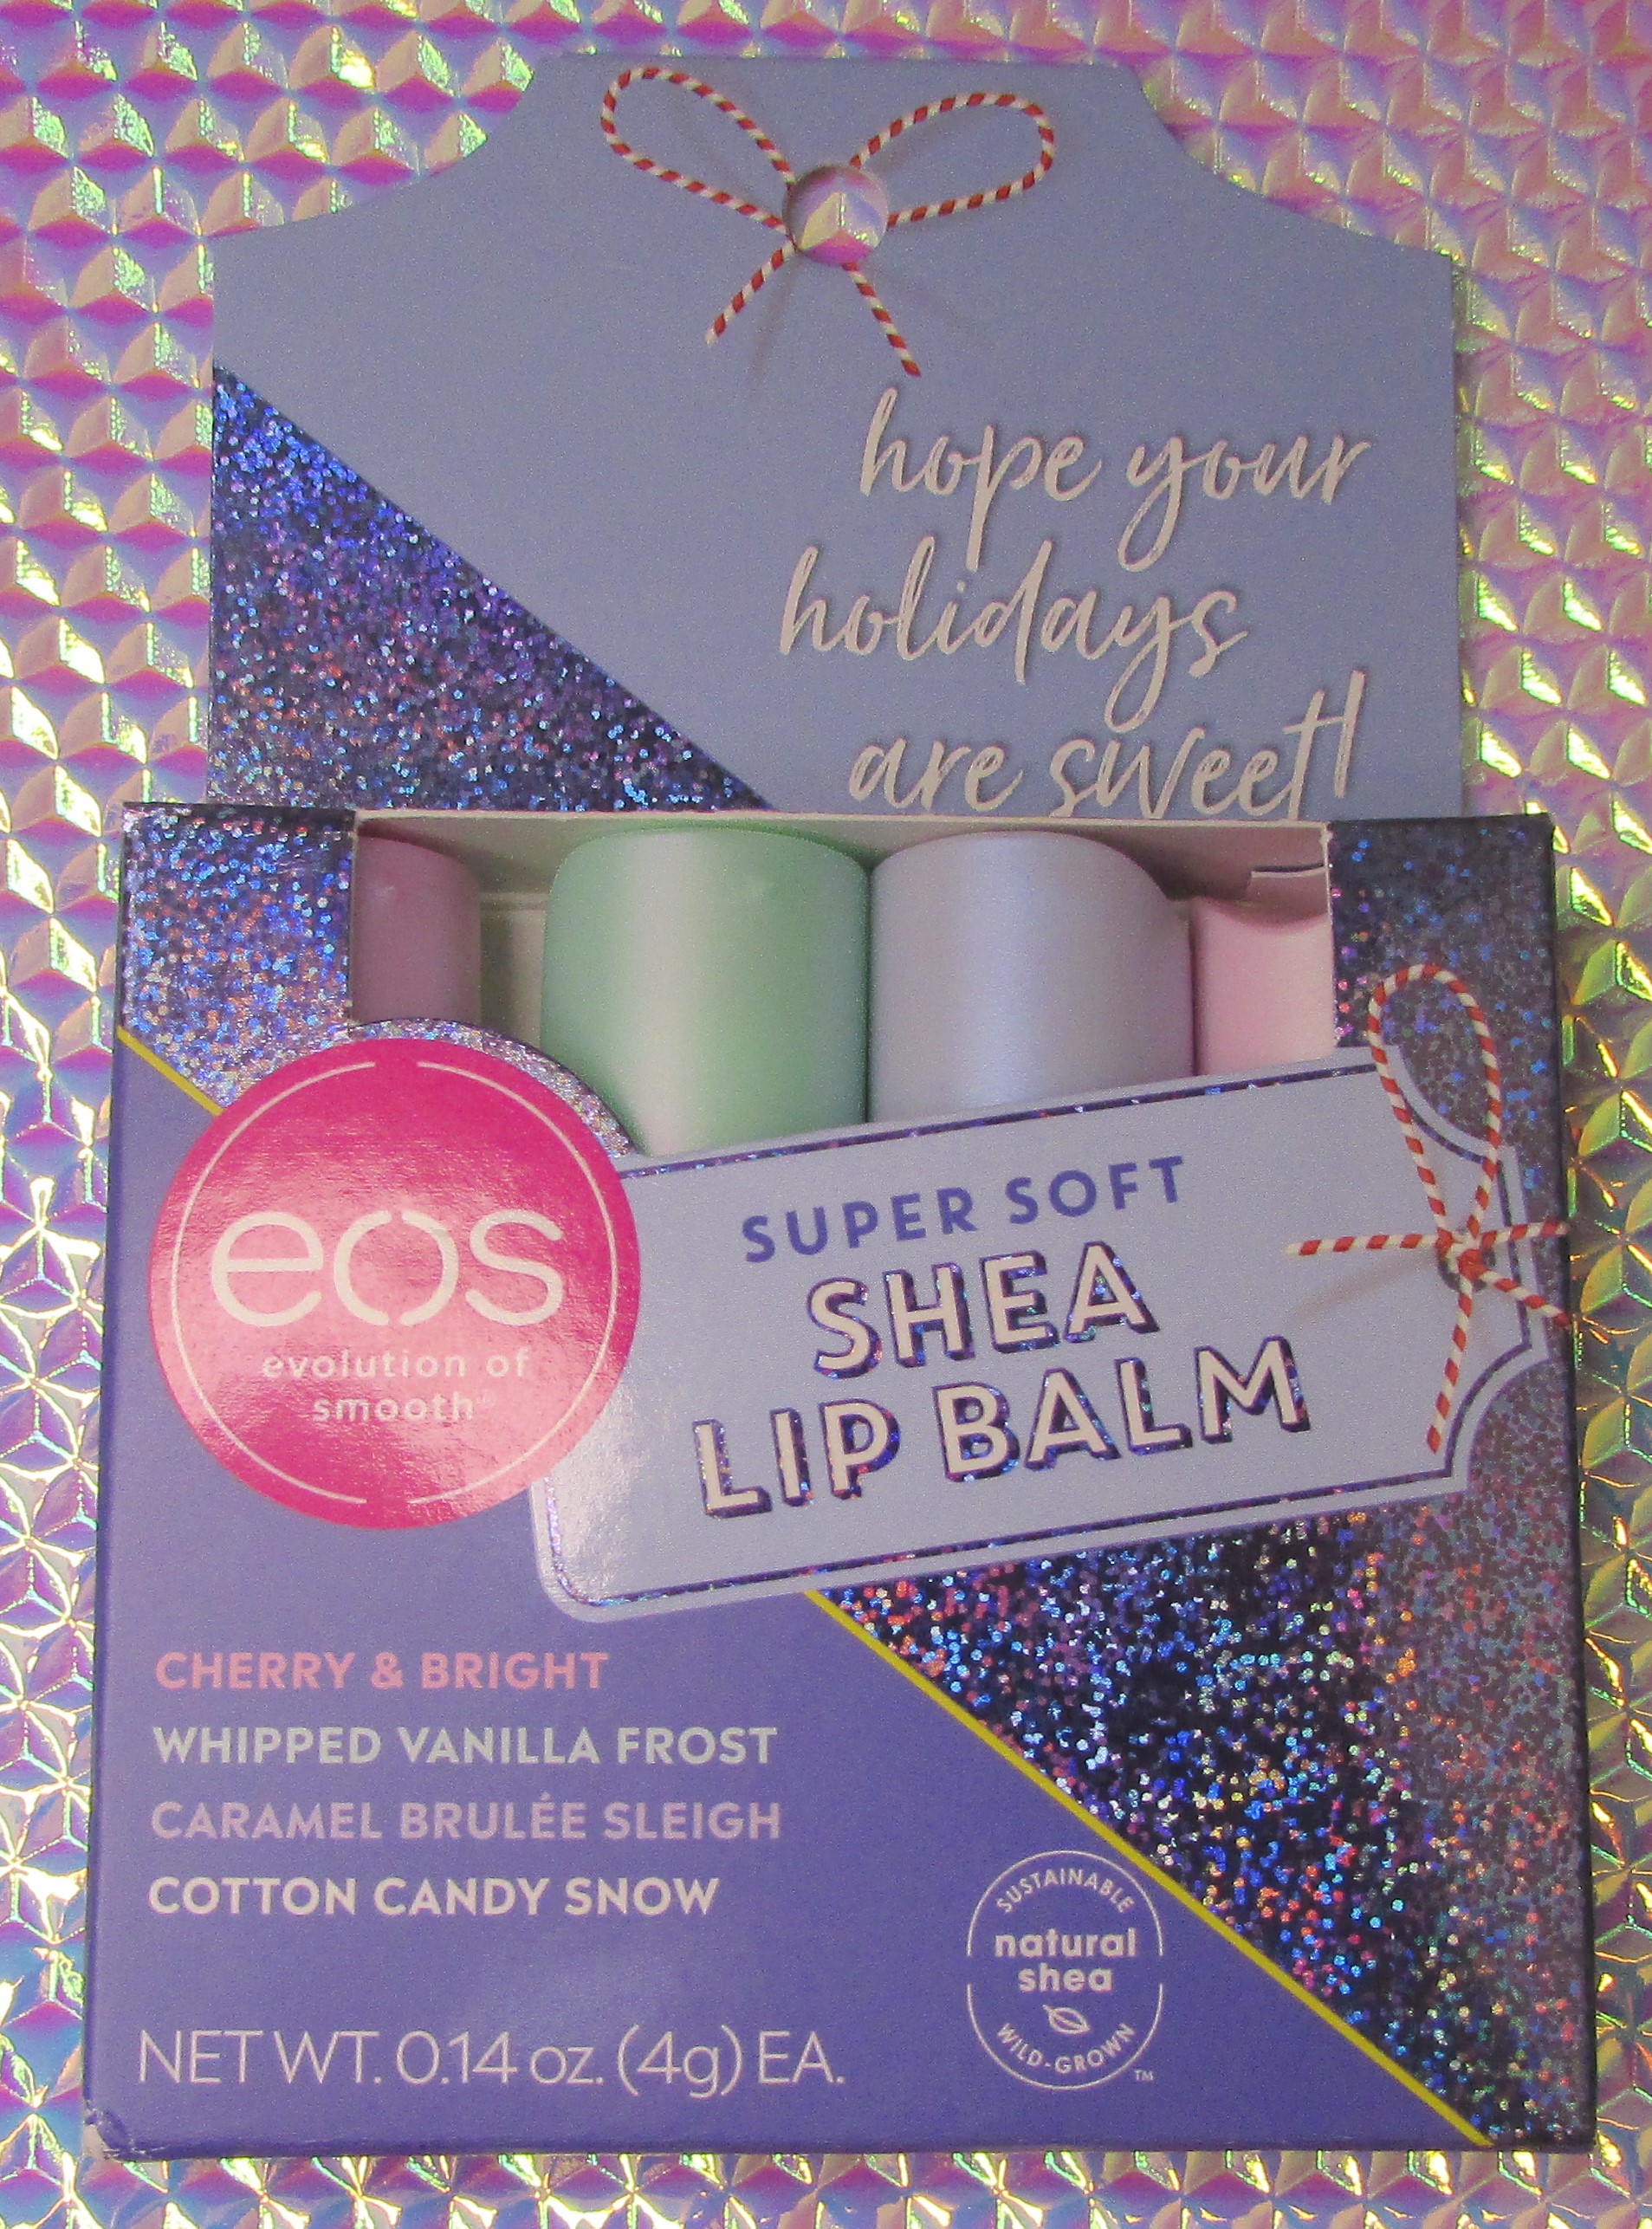 hope your
holidays
are sweet!
eos
evolution of
smooth
SUPER SOFT
SHEA
LIP BALM
CHERRY & BRIGHT
WHIPPED VANILLA FROST
CARAMEL BRULÉE SLEIGH
COTTON CANDY SNOW
NET WT. 0.14 oz. (4g) EA.
SUSTAINABLE
natural
shea
WILD-GROWN
TM